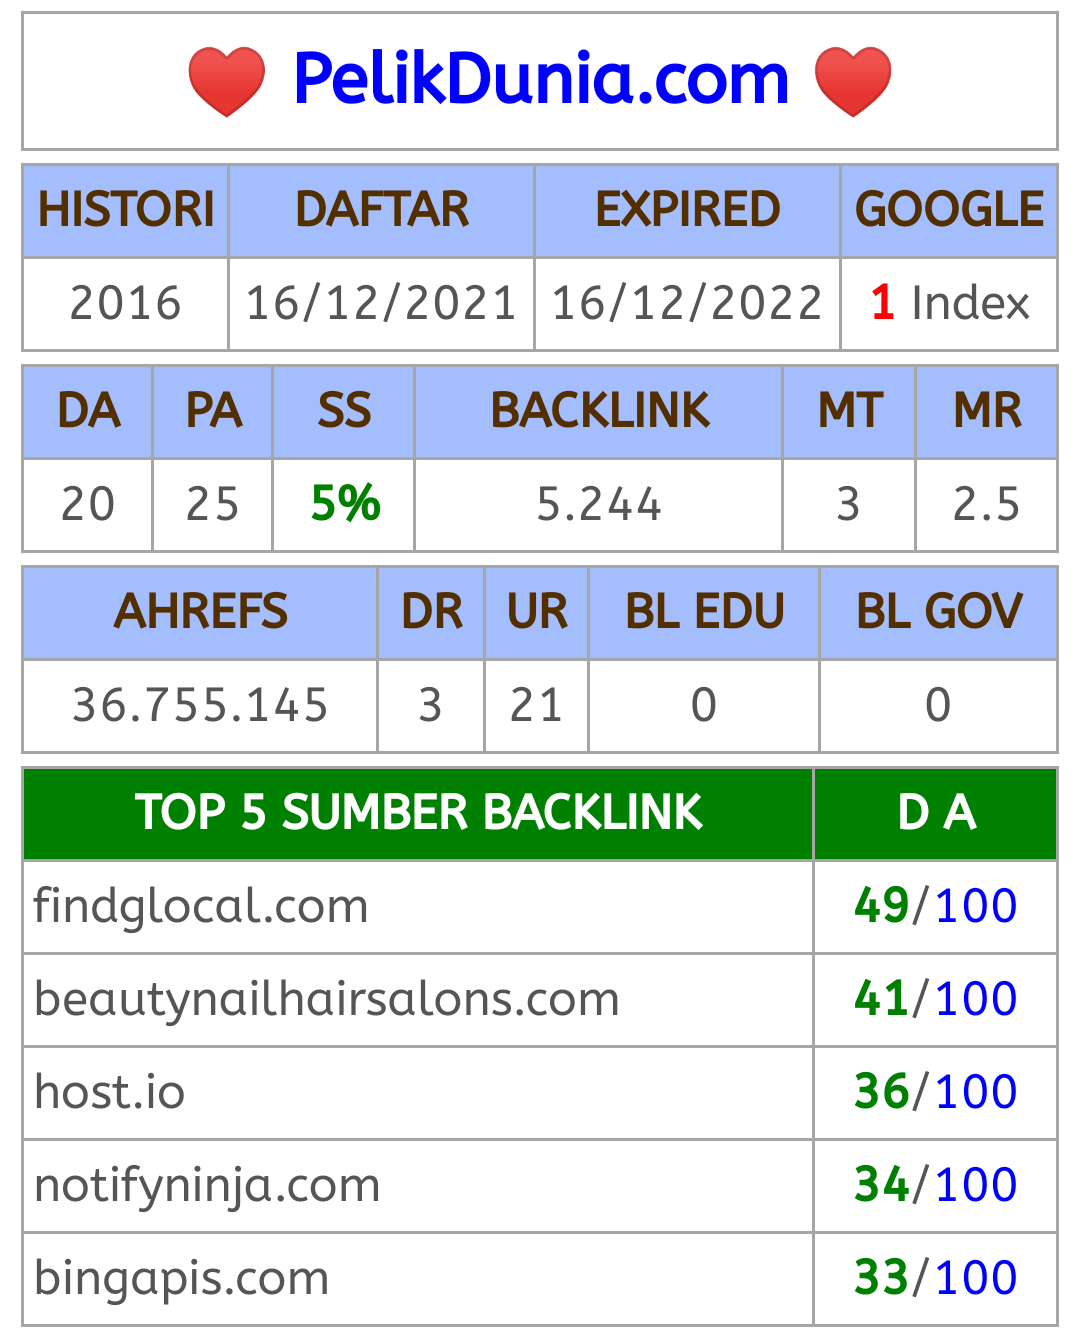 PelikDunia.com
HISTORI DAFTAR EXPIRED GOOGLE
2016 16/12/2021 16/12/2022 1 Index
DA PA SS BACKLINK MT MR
20 25 5% 5.244 3 2.5
AHREFS DR UR BL EDU BL GOV
36.755.145 3 21 0 0
TOP 5 SUMBER BACKLINK D A
findglocal.com 49/100
beautynailhairsalons.com 41/100
host.io 36/100
notifyninja.com 34/100
bingapis.com 33/100